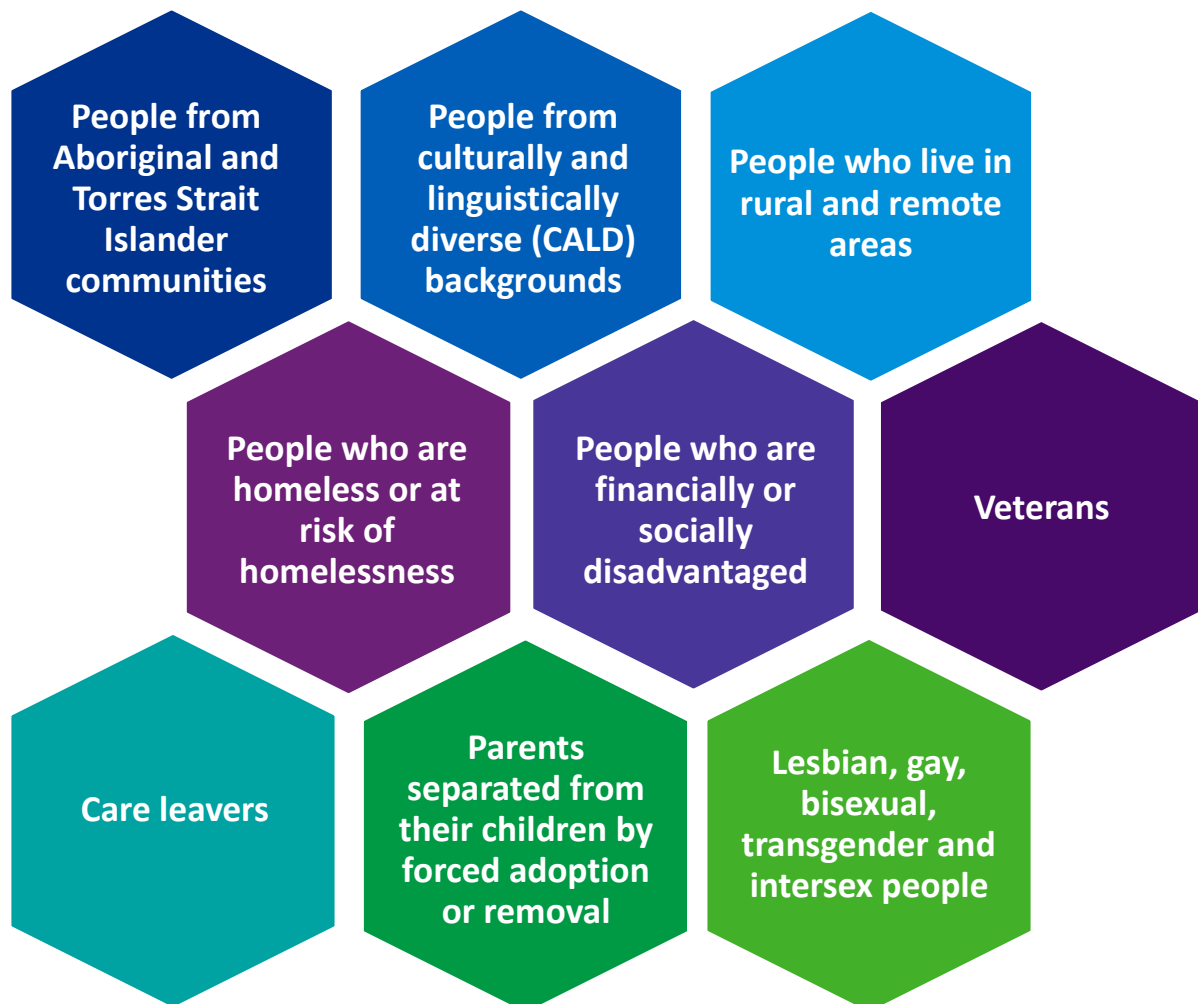 People from
Aboriginal and
Torres Strait
Islander
communities
People from
culturally and
linguistically
diverse (CALD)
backgrounds
People who live in
rural and remote
areas
People who are
homeless or at
risk of
homelessness
People who are
financially or
socially
disadvantaged
Veterans
Care leavers
Parents
separated from
their children by
forced adoption
or removal
Lesbian, gay,
bisexual,
transgender and
intersex people